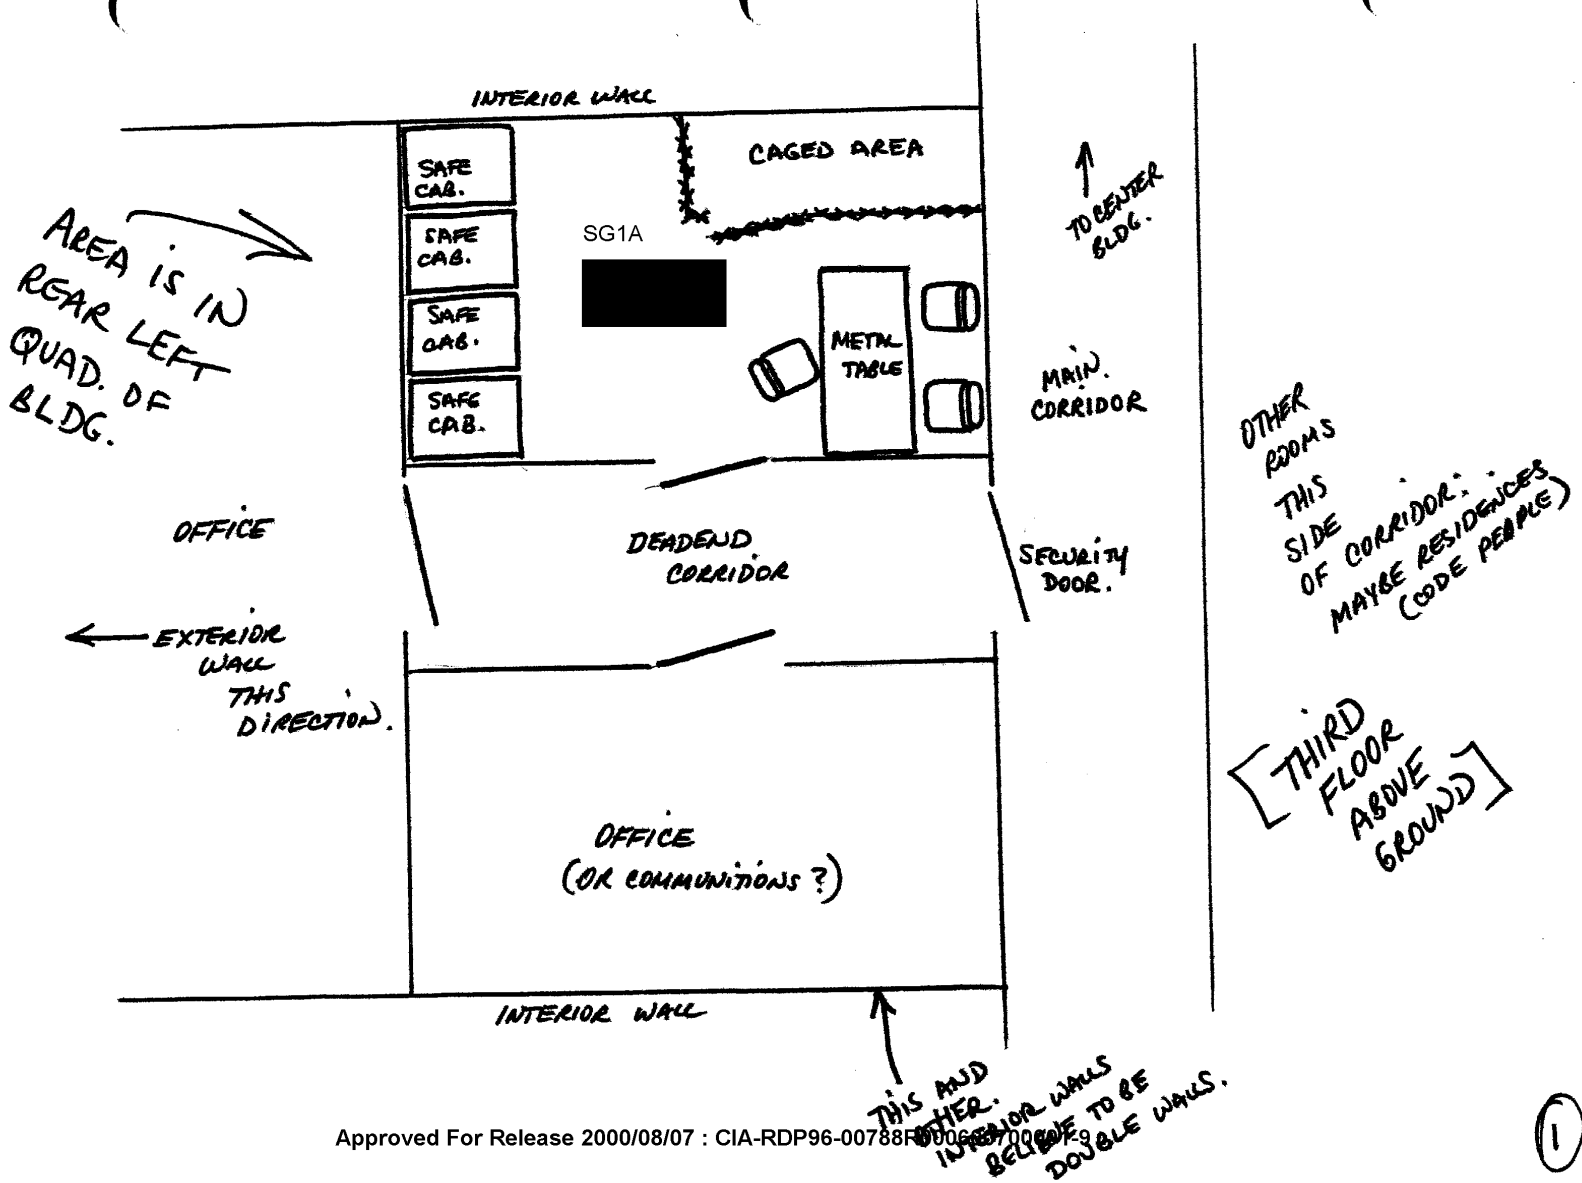 INTERIOR WALL
SAFE
CAB.
SAFE
CAB.
SAFE
CAB.
SAFE
CAB.
SG1A
CAGED AREA
METAL
TABLE
TO CENTER
BLDG.
MAIN
CORRIDOR
AREA IS IN
REAR LEFT
QUAD. OF
BLDG.
OFFICE
DEADEND
CORRIDOR
SECURITY
DOOR.
OTHER
ROOMS
THIS
SIDE
OF CORRIDOR:
MAYBE RESIDENCES
(CODE PEOPLE)
EXTERIOR
WALL
THIS
DIRECTION.
[THIRD
FLOOR
ABOVE
GROUND]
OFFICE
(OR COMMUNITIONS?)
INTERIOR WALL
THIS AND
OTHER
INTERIOR WALLS
BELIEVE TO BE
DOUBLE WALLS.
Approved For Release 2000/08/07 : CIA-RDP96-00788R
1